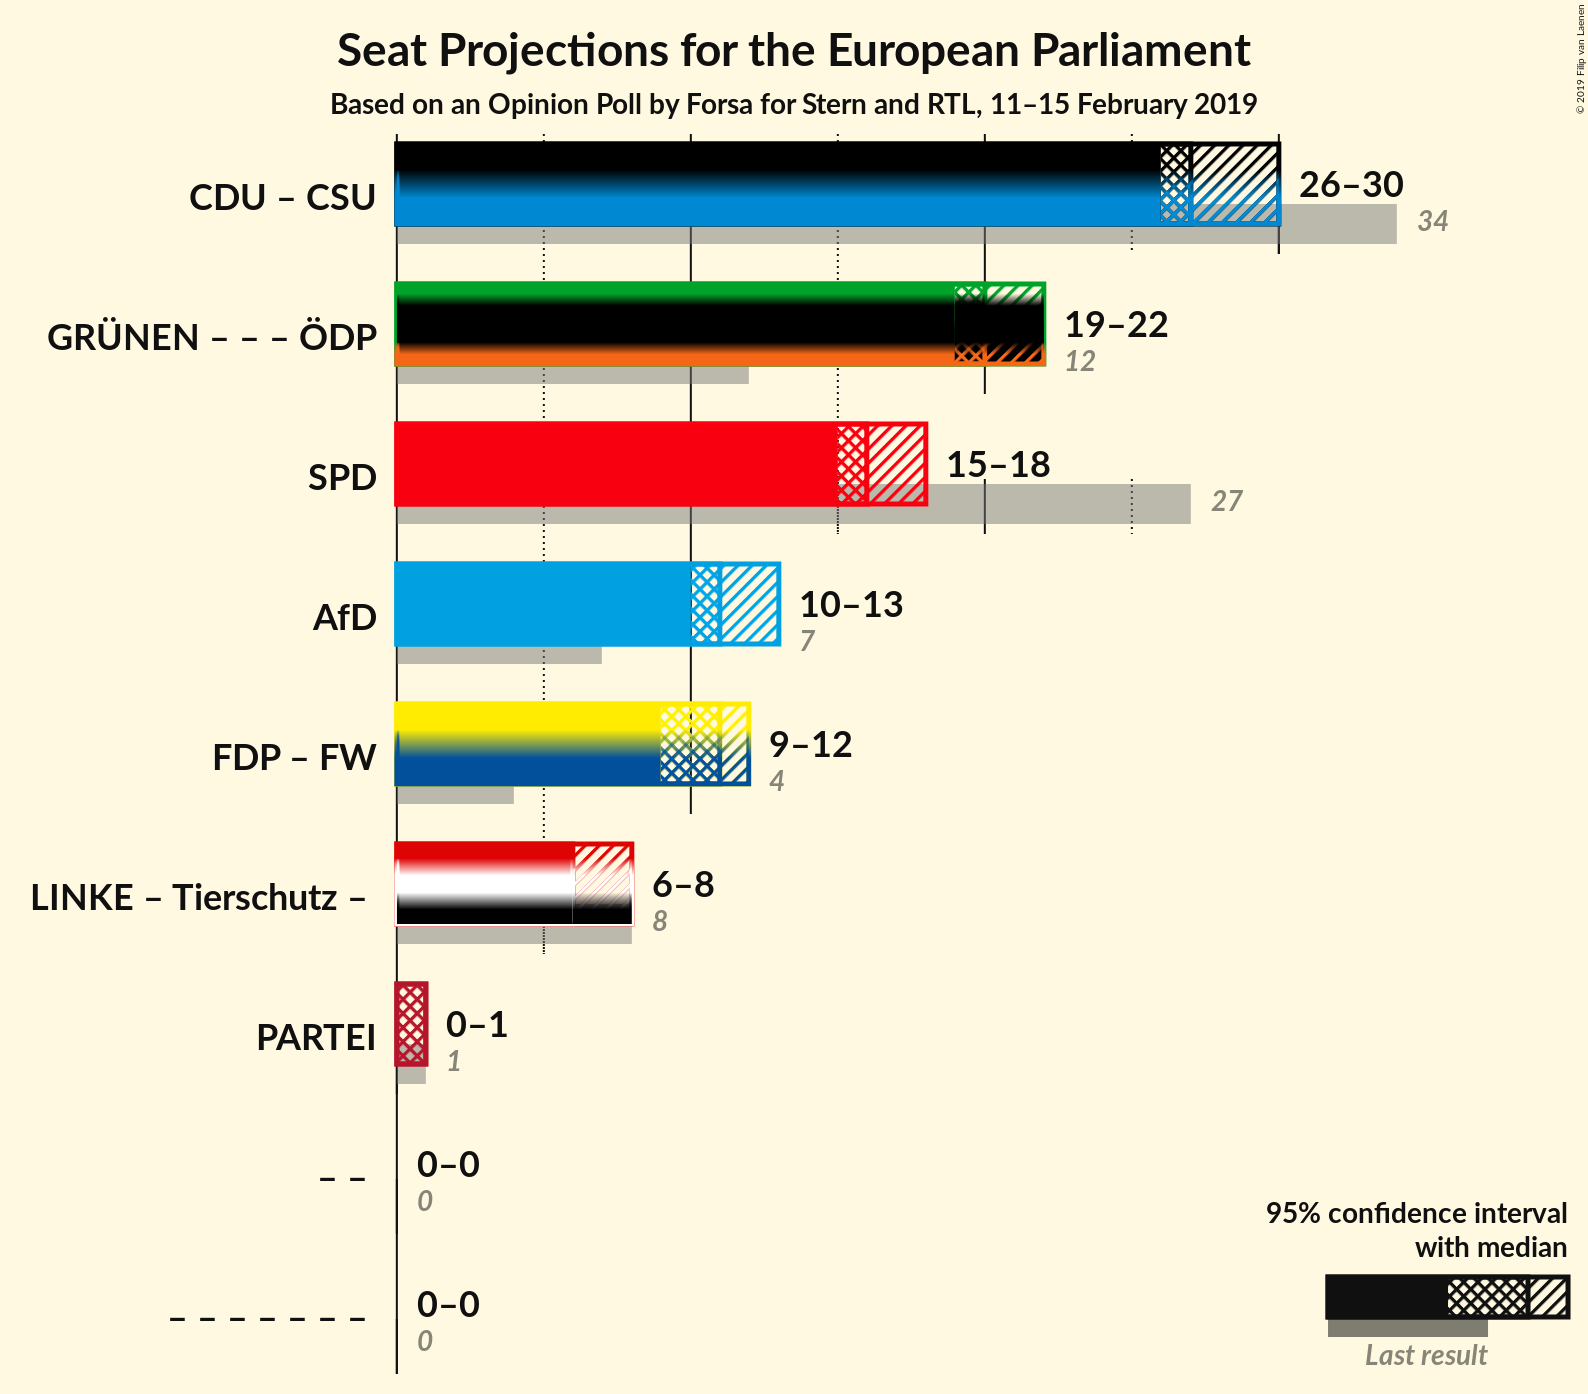 Seat Projections for the European Parliament
Based on an Opinion Poll by Forsa for Stern and RTL, 11–15 February 2019
© 2019 Filip van Laenen
CDU – CSU
26–30
34
GRÜNEN – – – ÖDP
19–22
12
SPD
15–18
27
AfD
10–13
7
FDP – FW
9–12
4
LINKE – Tierschutz –
6–8
8
PARTEI
0–1
1
– –
0–0
0
– – – – – – –
0–0
0
95% confidence interval
with median
Last result